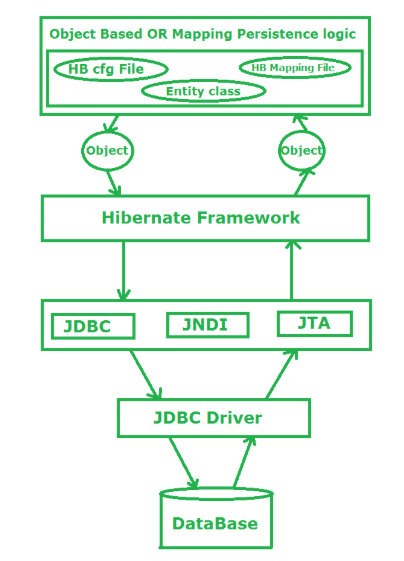 Object Based OR Mapping Persistence logic
HB cfg File
HB Mapping File
Entity class
Object
Object
Hibernate Framework
JDBC
JNDI
JTA
JDBC Driver
DataBase